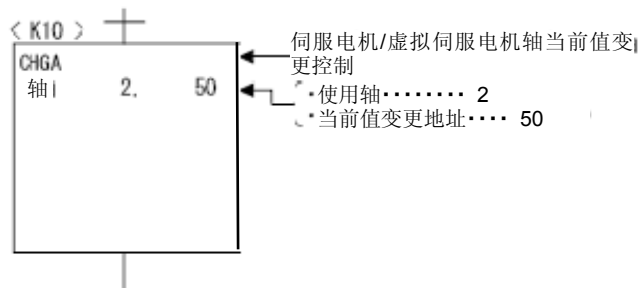 < K10 >
CHGA
轴 2, 50
伺服电机/虚拟伺服电机轴当前值变
更控制
·使用轴········ 2
·当前值变更地址···· 50